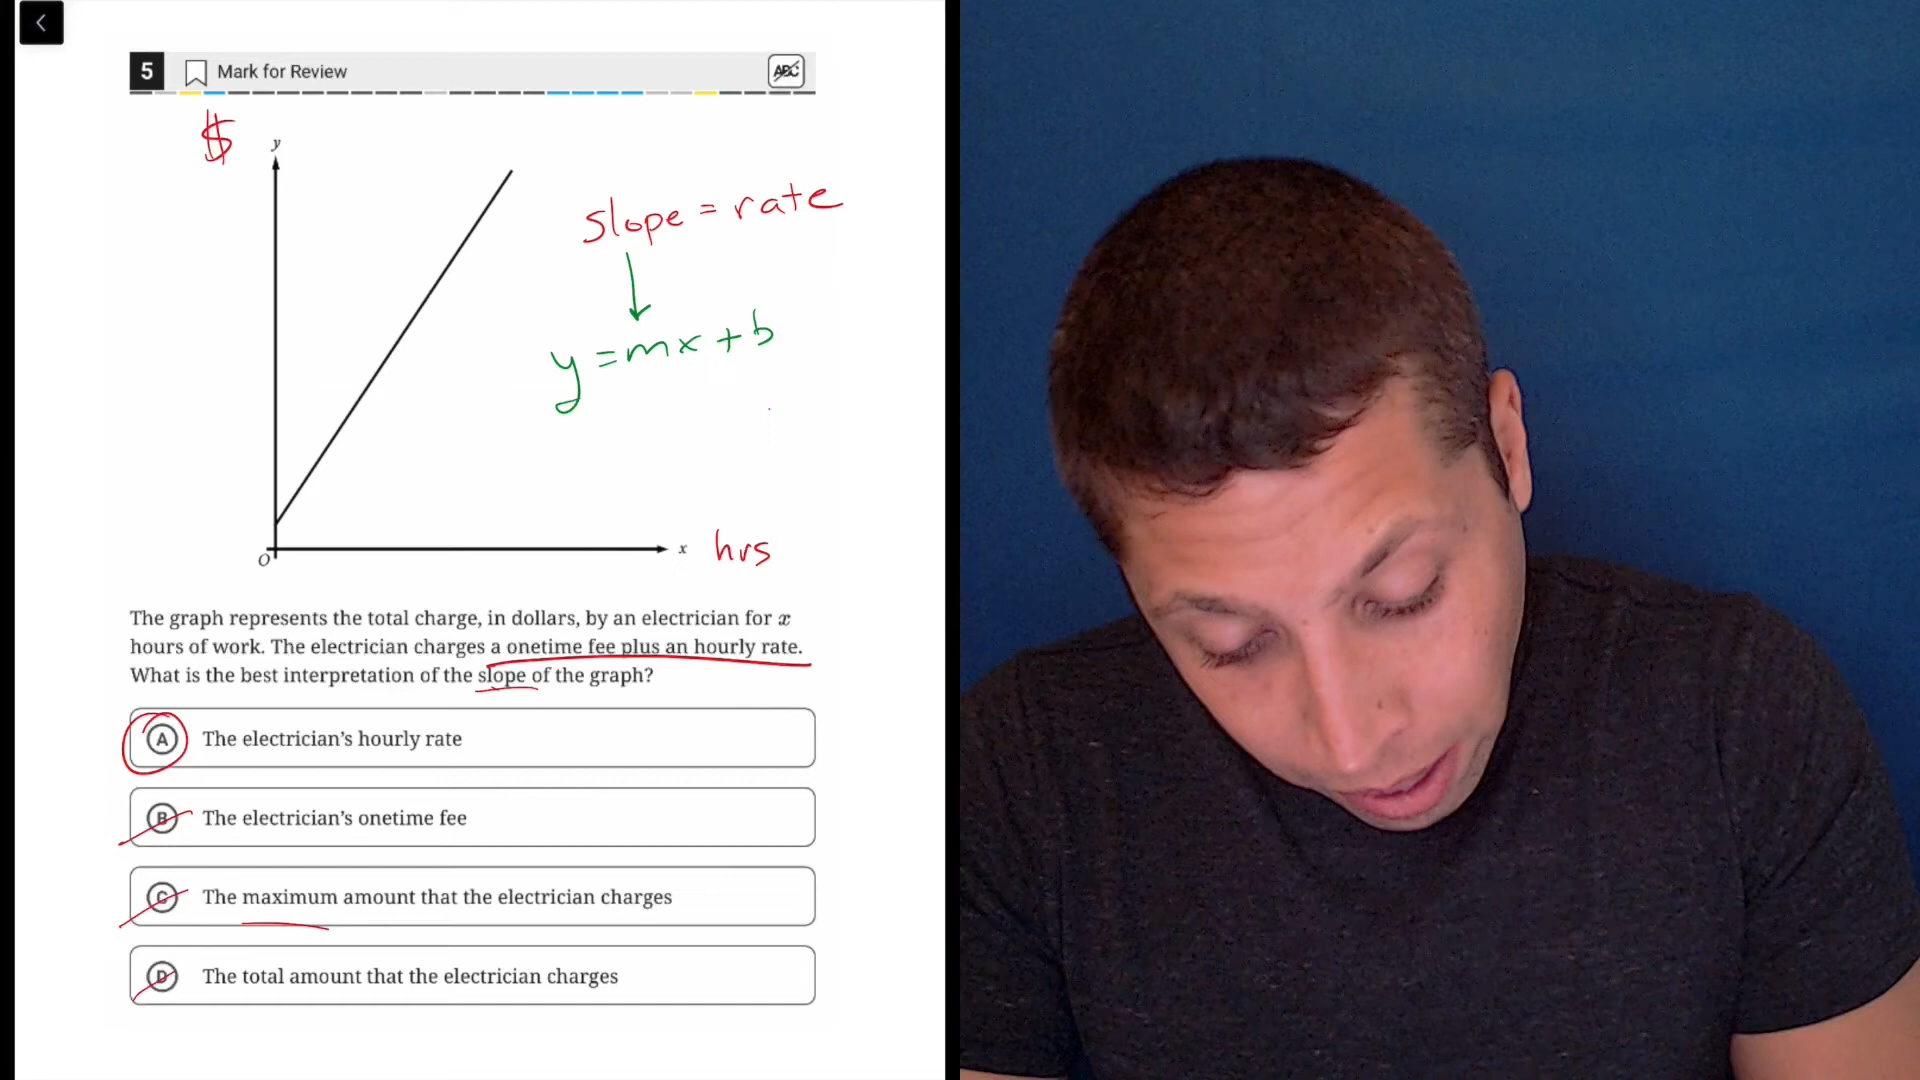 5 Mark for Review ABC
$
y
slope = rate
y = mx + b
O
x hrs
The graph represents the total charge, in dollars, by an electrician for x
hours of work. The electrician charges a onetime fee plus an hourly rate.
What is the best interpretation of the slope of the graph?
A The electrician’s hourly rate
B The electrician’s onetime fee
C The maximum amount that the electrician charges
D The total amount that the electrician charges